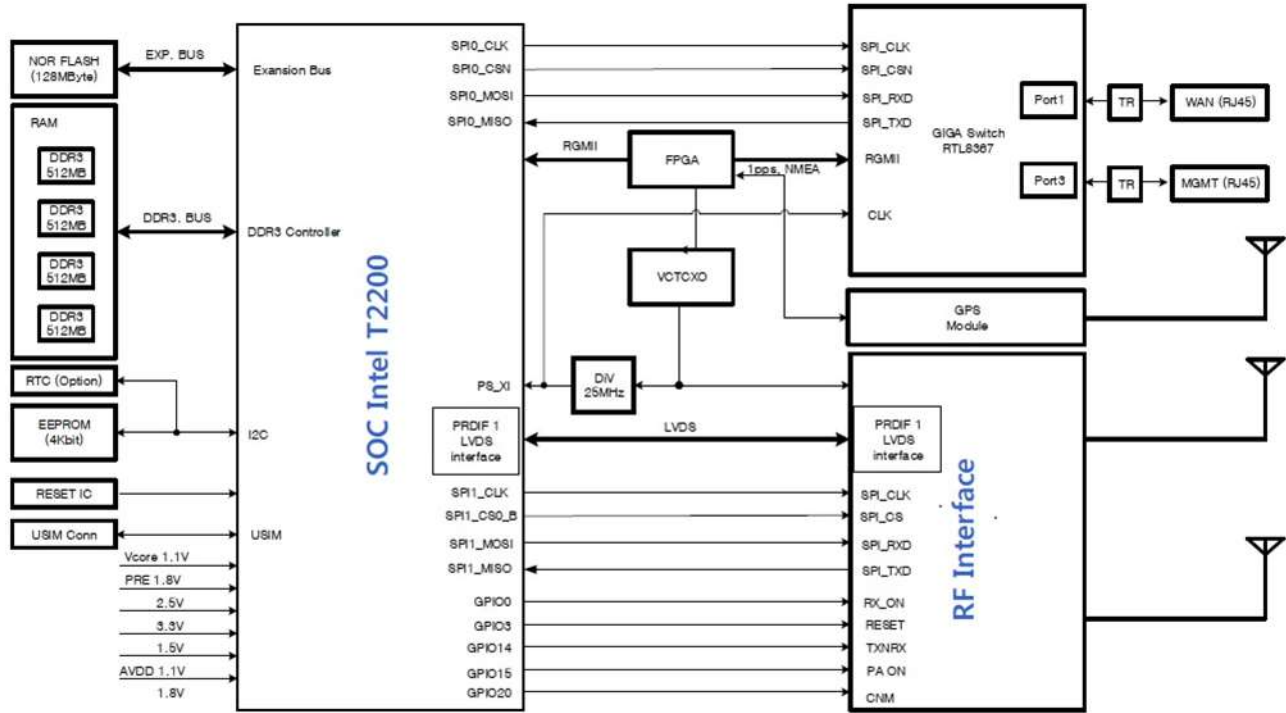 NOR FLASH
(128MByte)
EXP. BUS
Exansion Bus
RAM
DDR3
512MB
DDR3
512MB
DDR3
512MB
DDR3
512MB
DDR3. BUS
DDR3 Controller
RTC (Option)
EEPROM
(4Kbit)
I2C
RESET IC
USIM Conn
USIM
Vcore 1.1V
PRE 1.8V
2.5V
3.3V
1.5V
AVDD 1.1V
1.8V
SOC Intel T2200
SPI0_CLK
SPI0_CSN
SPI0_MOSI
SPI0_MISO
PS_XI
PRDIF 1
LVDS
interface
SPI1_CLK
SPI1_CS0_B
SPI1_MOSI
SPI1_MISO
GPIO0
GPIO3
GPIO14
GPIO15
GPIO20
RGMII
FPGA
1pps, NMEA
VCTCXO
DiV
25MHz
LVDS
SPI_CLK
SPI_CSN
SPI_RXD
SPI_TXD
RGMII
CLK
GIGA Switch
RTL8367
Port1
Port3
TR
WAN (RJ45)
TR
MGMT (RJ45)
GPS
Module
PRDIF 1
LVDS
interface
SPI_CLK
SPI_CS
SPI_RXD
SPI_TXD
RX_ON
RESET
TXNRX
PA ON
CNM
RF Interface